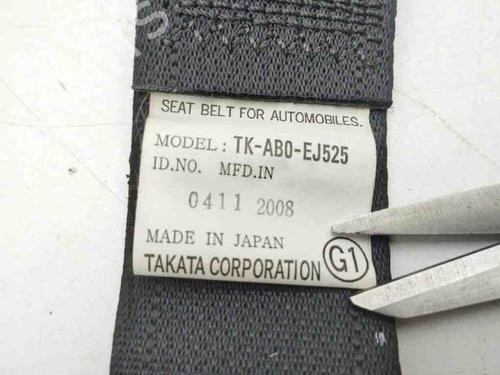 SEAT BELT FOR AUTOMOBILES.
MODEL: TK-AB0-EJ525
ID.NO. MFD.IN
0411 2008
MADE IN JAPAN
TAKATA CORPORATION G1